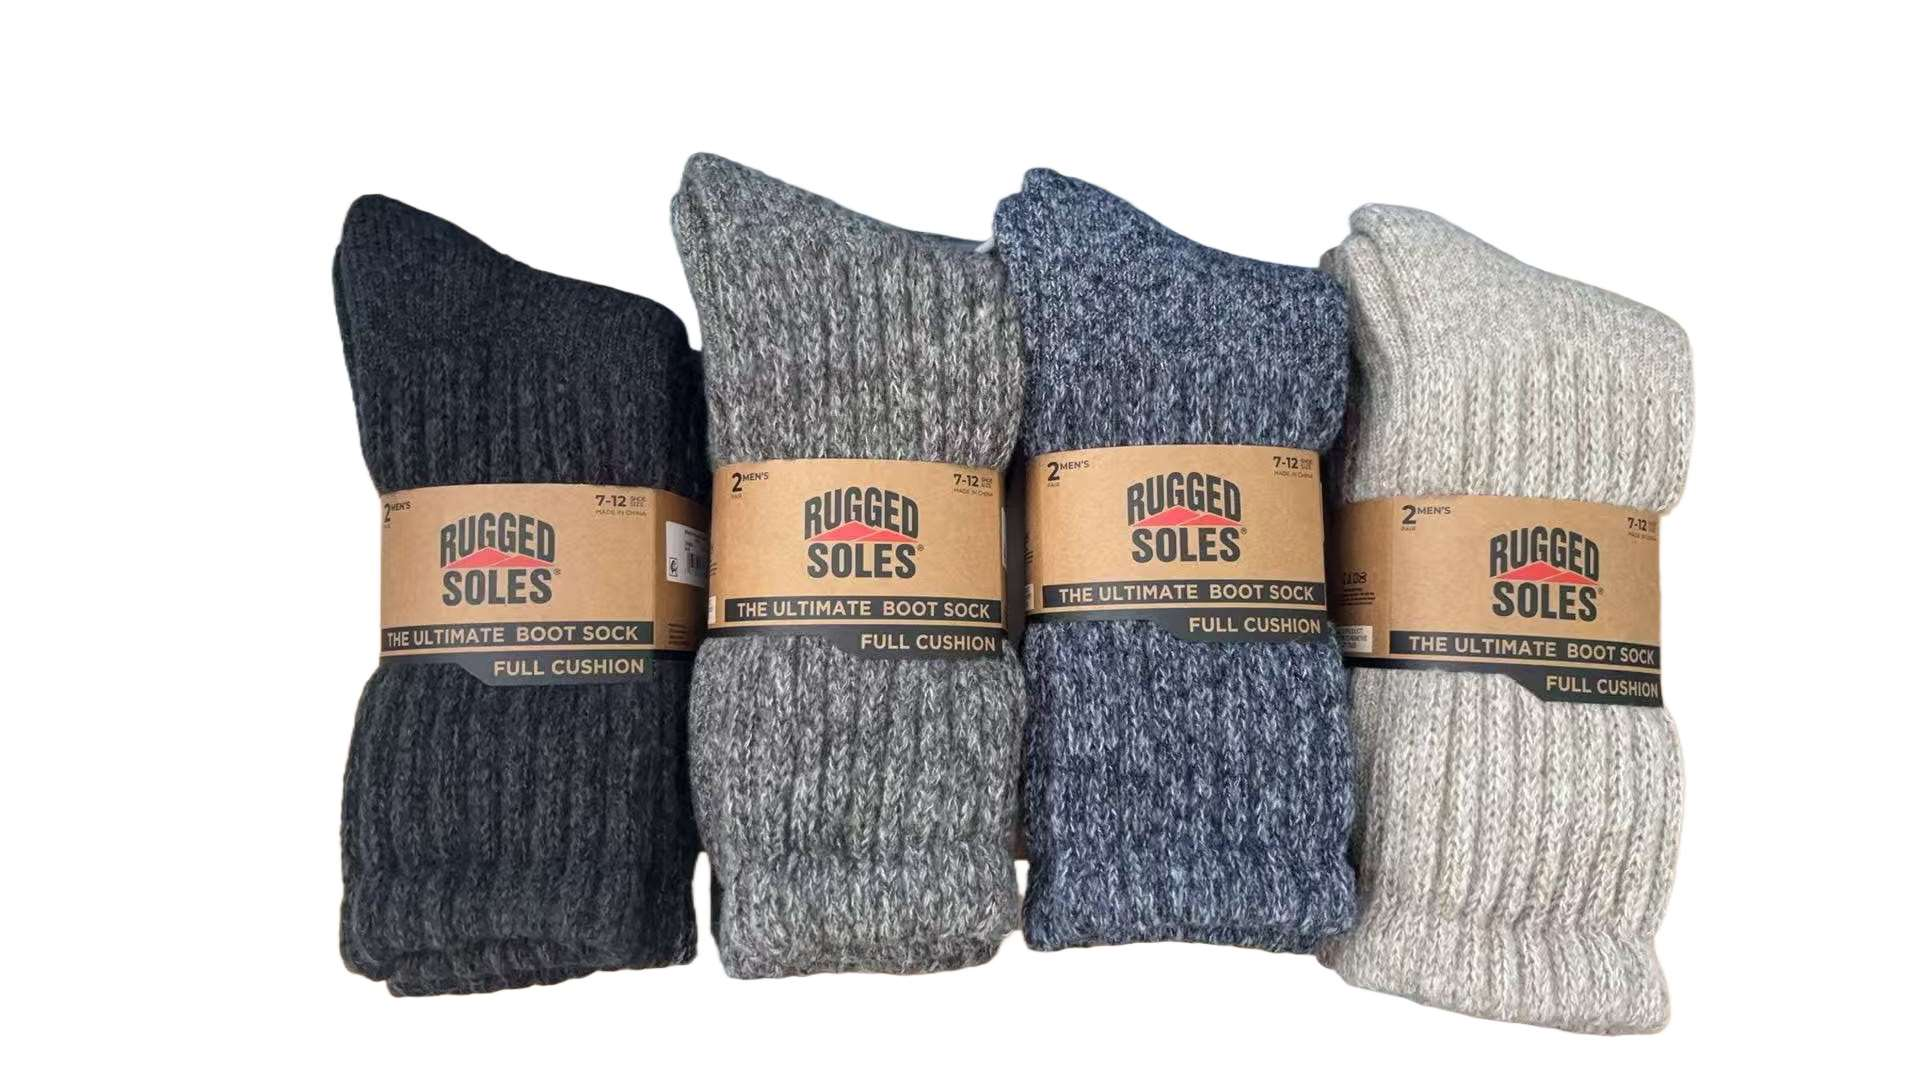 2 MEN'S
PAIR
7-12 SHOE SIZE
MADE IN CHINA
RUGGED
SOLES®
THE ULTIMATE BOOT SOCK
FULL CUSHION
2 MEN'S
PAIR
7-12 SHOE SIZE
MADE IN CHINA
RUGGED
SOLES®
THE ULTIMATE BOOT SOCK
FULL CUSHION
2 MEN'S
PAIR
7-12 SHOE SIZE
MADE IN CHINA
RUGGED
SOLES®
THE ULTIMATE BOOT SOCK
FULL CUSHION
2 MEN'S
PAIR
7-12
MADE IN CHINA
RUGGED
SOLES
THE ULTIMATE BOOT SOCK
FULL CUSHION